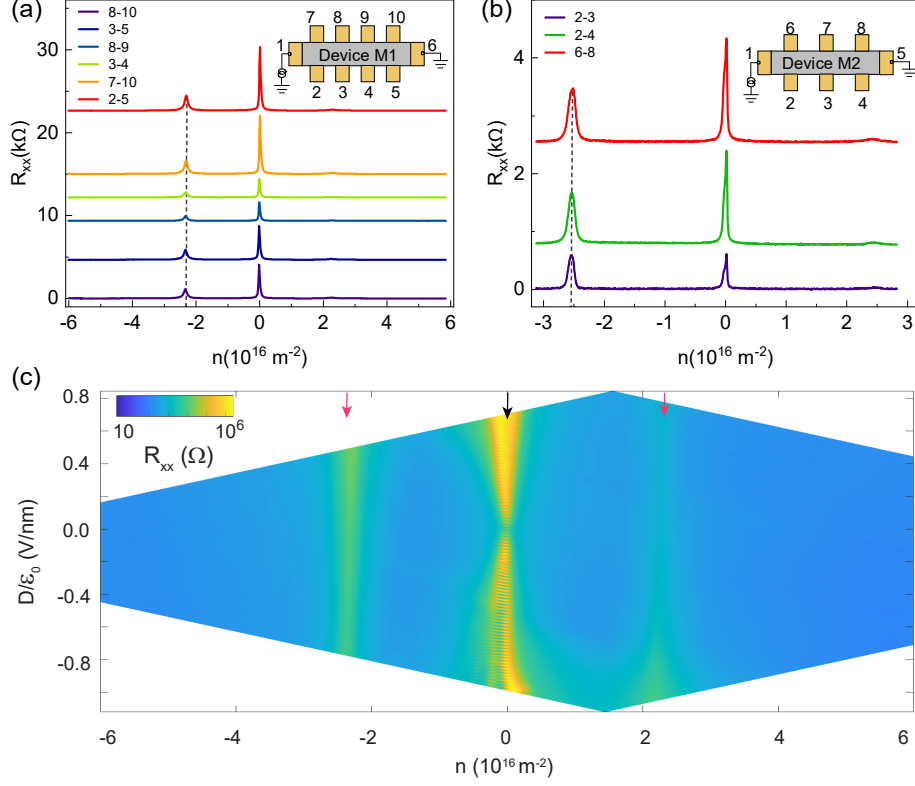 (a)
8-10
3-5
8-9
3-4
7-10
2-5
7 8 9 10
1 Device M1 6
2 3 4 5
R_xx(kΩ)
30
20
10
0
-6 -4 -2 0 2 4 6
n(10^16 m^-2)
(b)
2-3
2-4
6-8
6 7 8
1 Device M2 5
2 3 4
R_xx(kΩ)
4
2
0
-3 -2 -1 0 1 2 3
n(10^16 m^-2)
(c)
10 10^6
R_xx (Ω)
D/ε_0 (V/nm)
0.8
0.4
0.0
-0.4
-0.8
-6 -4 -2 0 2 4 6
n (10^16 m^-2)